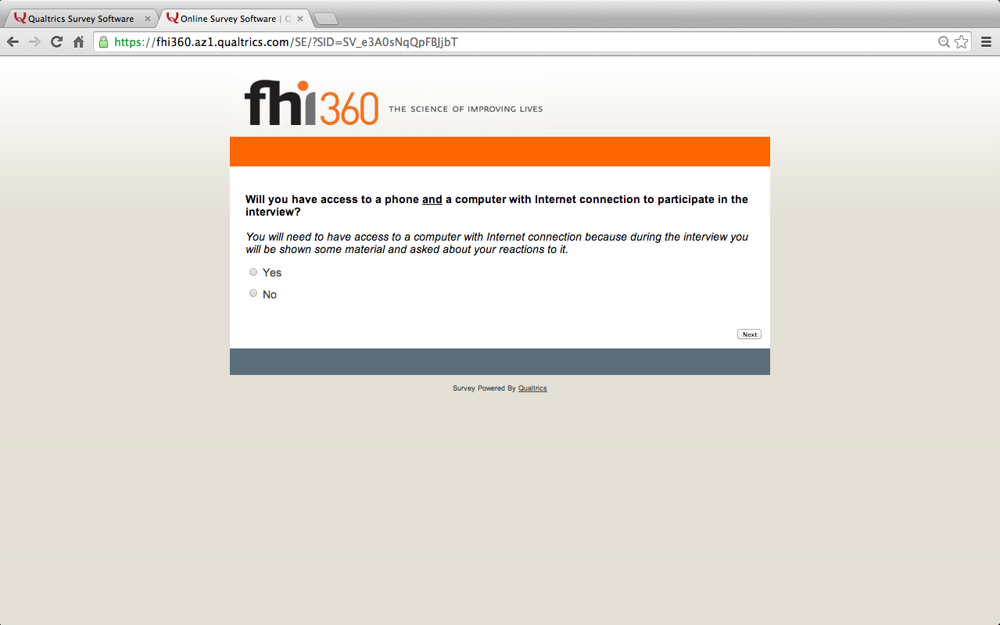 Qualtrics Survey Software
Online Survey Software | Q
https://fhi360.az1.qualtrics.com/SE/?SID=SV_e3A0sNqQpFBJjbT
fhi360 THE SCIENCE OF IMPROVING LIVES
Will you have access to a phone and a computer with Internet connection to participate in the
interview?
You will need to have access to a computer with Internet connection because during the interview you
will be shown some material and asked about your reactions to it.
Yes
No
Next
Survey Powered By Qualtrics